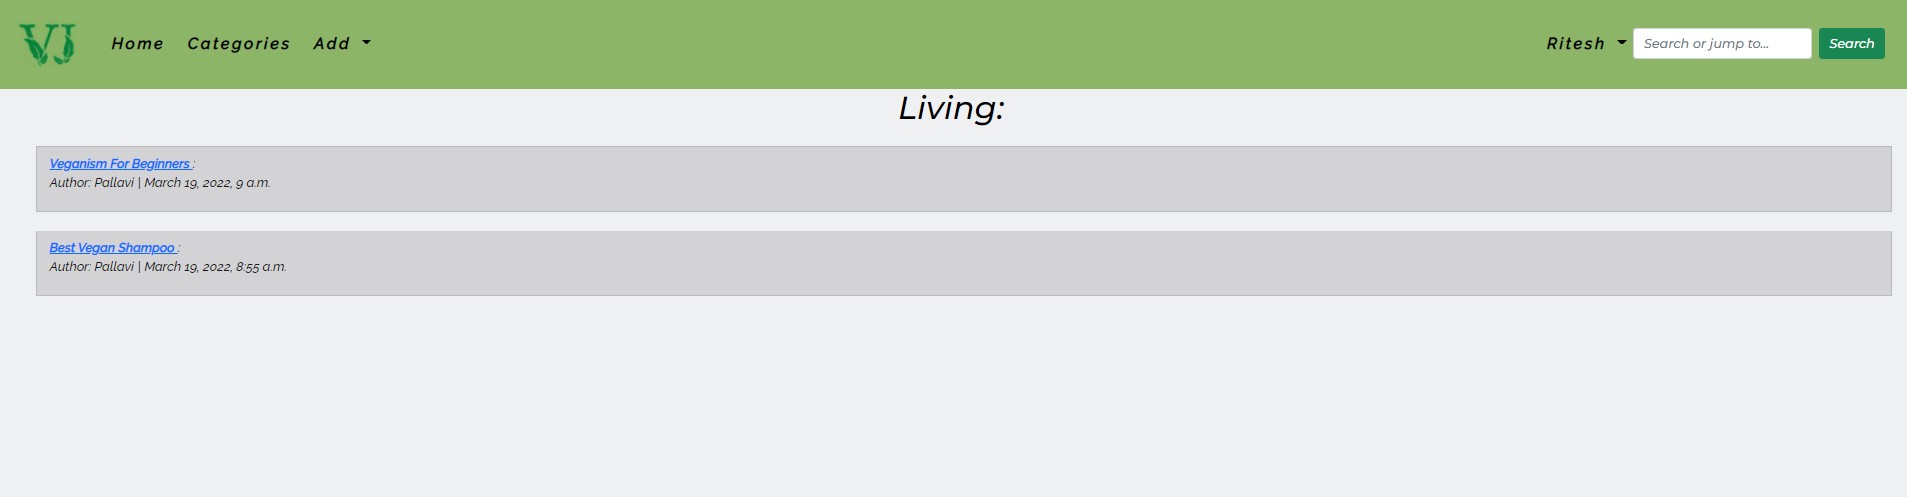 VJ
Home Categories Add
Ritesh Search or jump to... Search
Living:
Veganism For Beginners :
Author: Pallavi | March 19, 2022, 9 a.m.
Best Vegan Shampoo :
Author: Pallavi | March 19, 2022, 8:55 a.m.